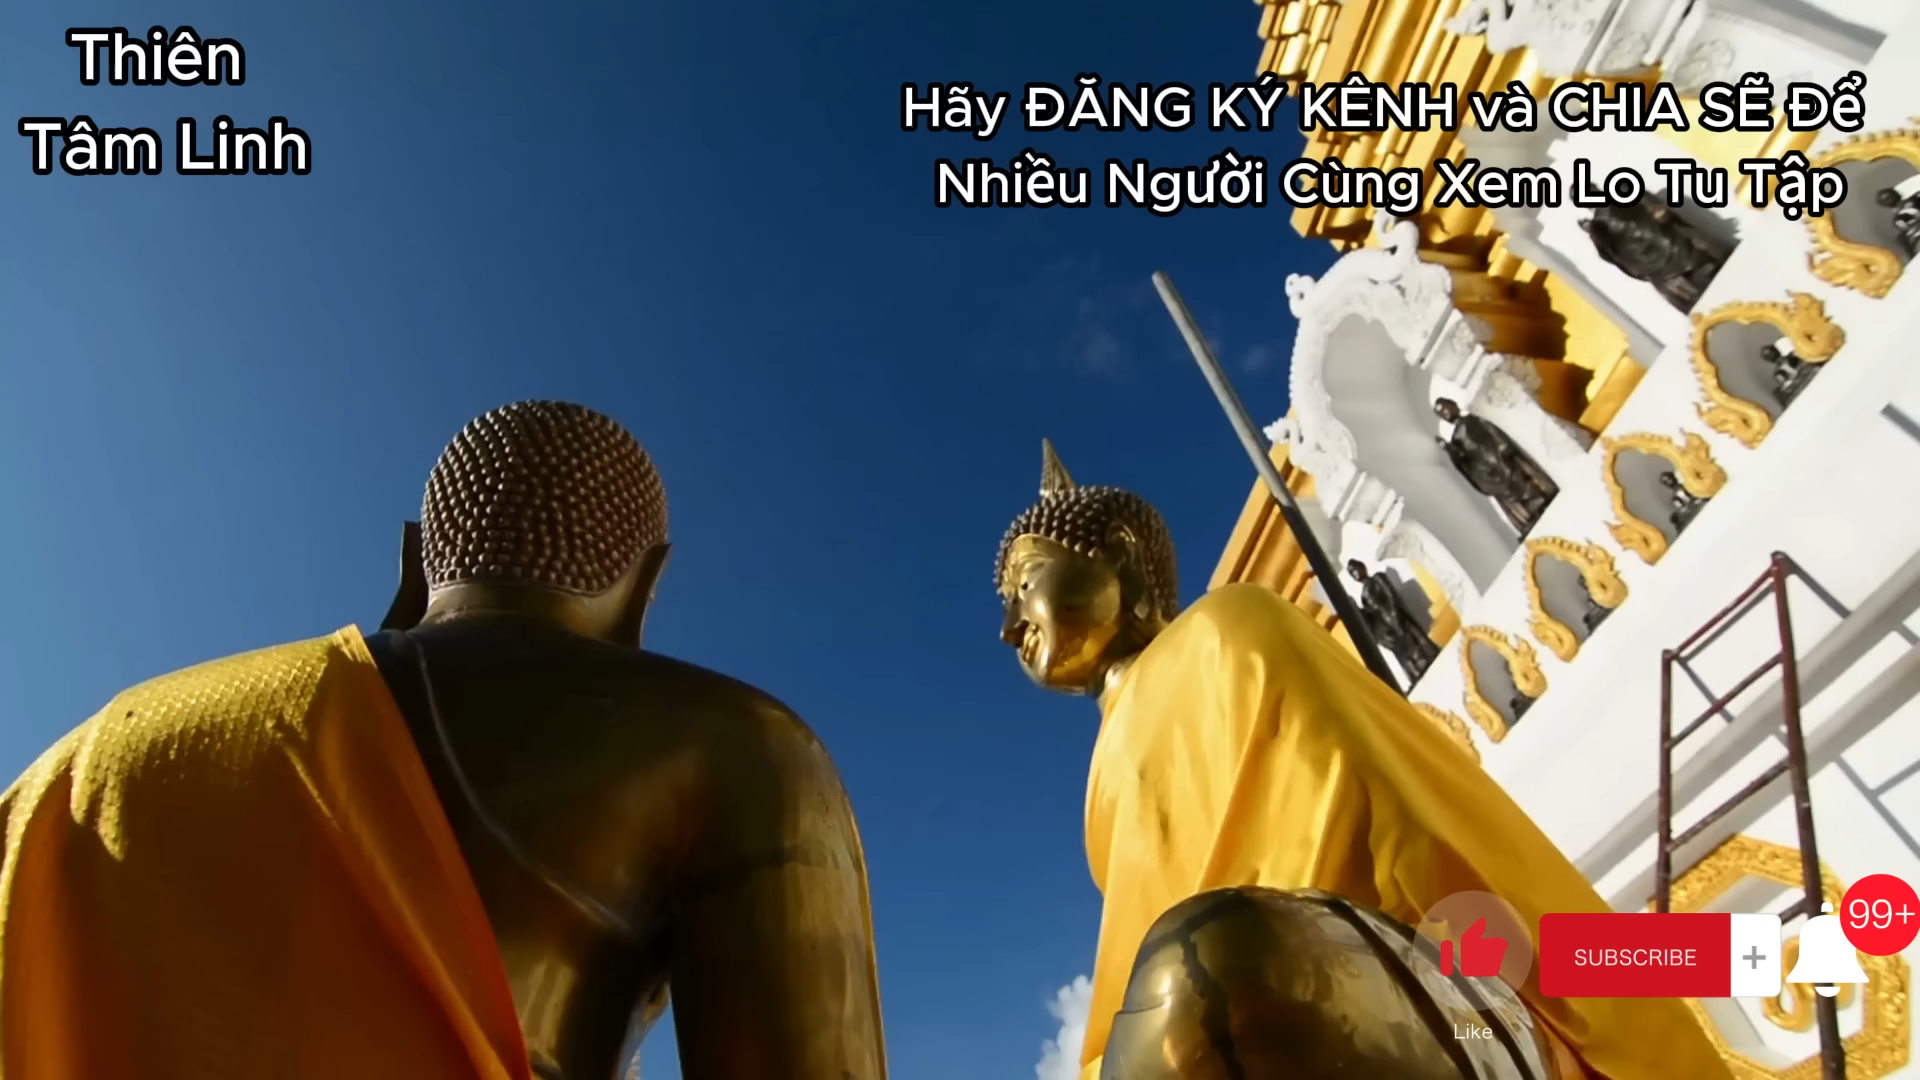 Thiên
Tâm Linh
Hãy ĐĂNG KÝ KÊNH và CHIA SẼ Để
Nhiều Người Cùng Xem Lo Tu Tập
99+
SUBSCRIBE +
Like